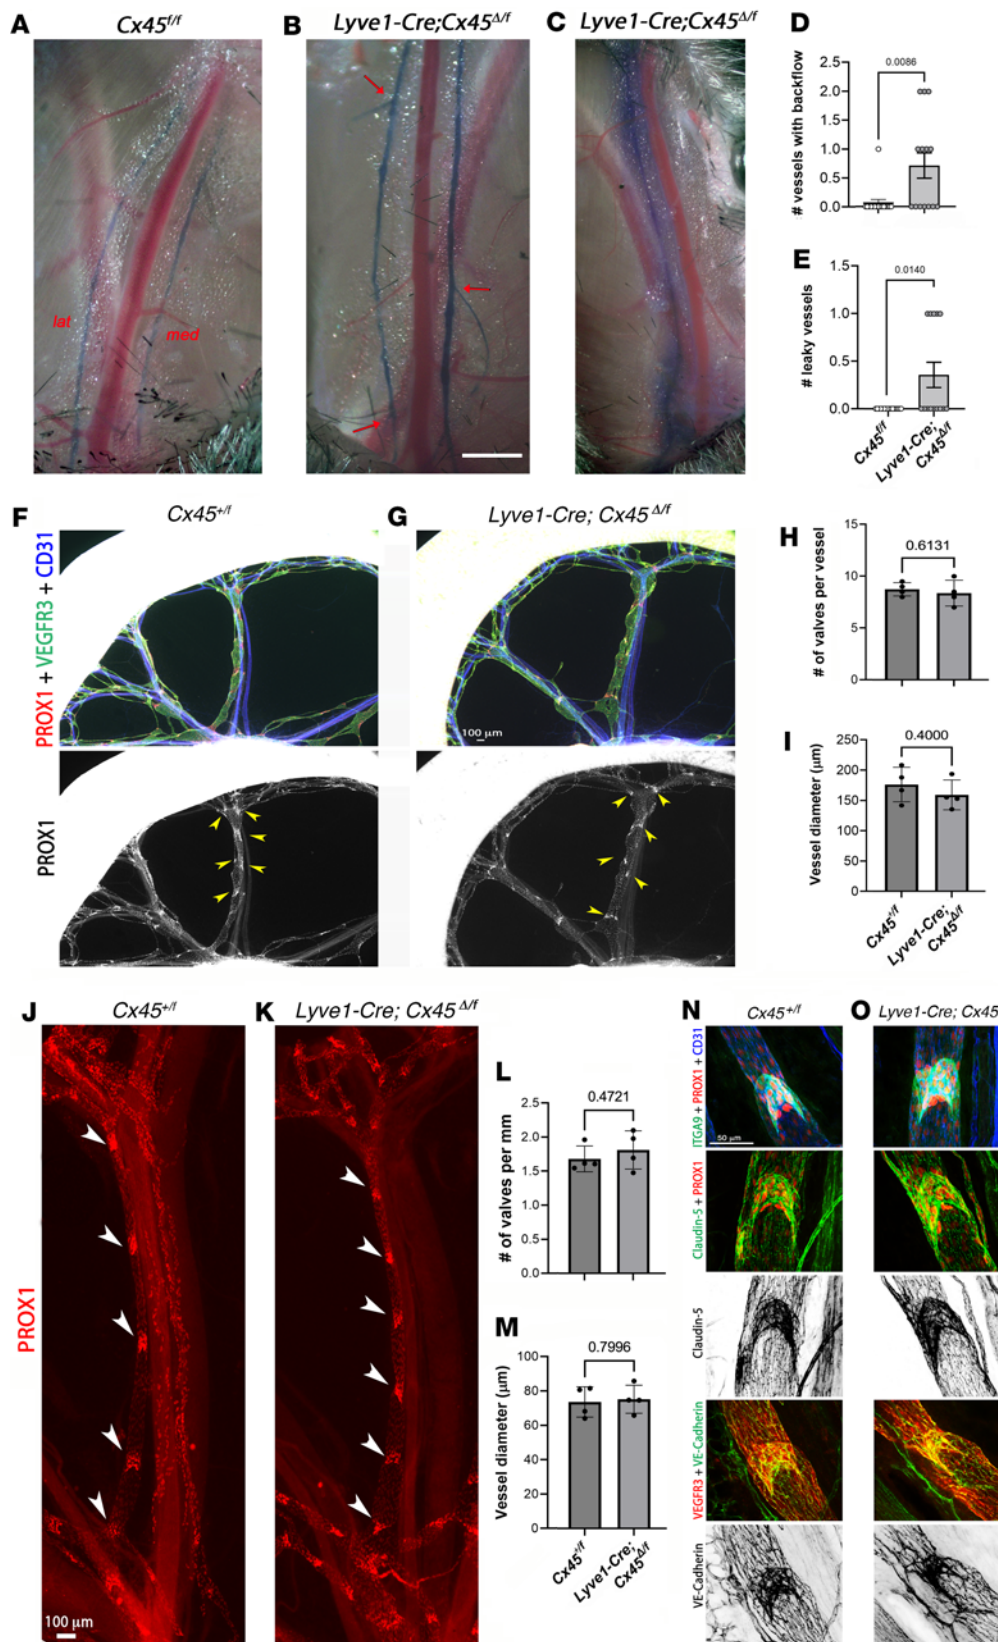 A
Cx45f/f
B
Lyve1-Cre;Cx45Δ/f
C
Lyve1-Cre;Cx45Δ/f
lat
med
D
# vessels with backflow
2.5
2.0
1.5
1.0
0.5
0.0
0.0086
E
# leaky vessels
1.5
1.0
0.5
0.0
0.0140
Cx45f/f
Lyve1-Cre;
Cx45Δ/f
F
Cx45+/f
G
Lyve1-Cre; Cx45 Δ/f
PROX1 + VEGFR3 + CD31
100 μm
PROX1
H
# of valves per vessel
15
10
5
0
0.6131
I
Vessel diameter (μm)
250
200
150
100
50
0
0.4000
Cx45+/f
Lyve1-Cre;
Cx45Δ/f
J
Cx45+/f
K
Lyve1-Cre; Cx45 Δ/f
PROX1
100 μm
L
# of valves per mm
2.5
2.0
1.5
1.0
0.5
0.0
0.4721
M
Vessel diameter (μm)
100
80
60
40
20
0
0.7996
Cx45+/f
Lyve1-Cre;
Cx45Δ/f
N
Cx45+/f
O
Lyve1-Cre; Cx45
ITGA9 + PROX1 + CD31
50 μm
Claudin-5 + PROX1
Claudin-5
VEGFR3 + VE-Cadherin
VE-Cadherin